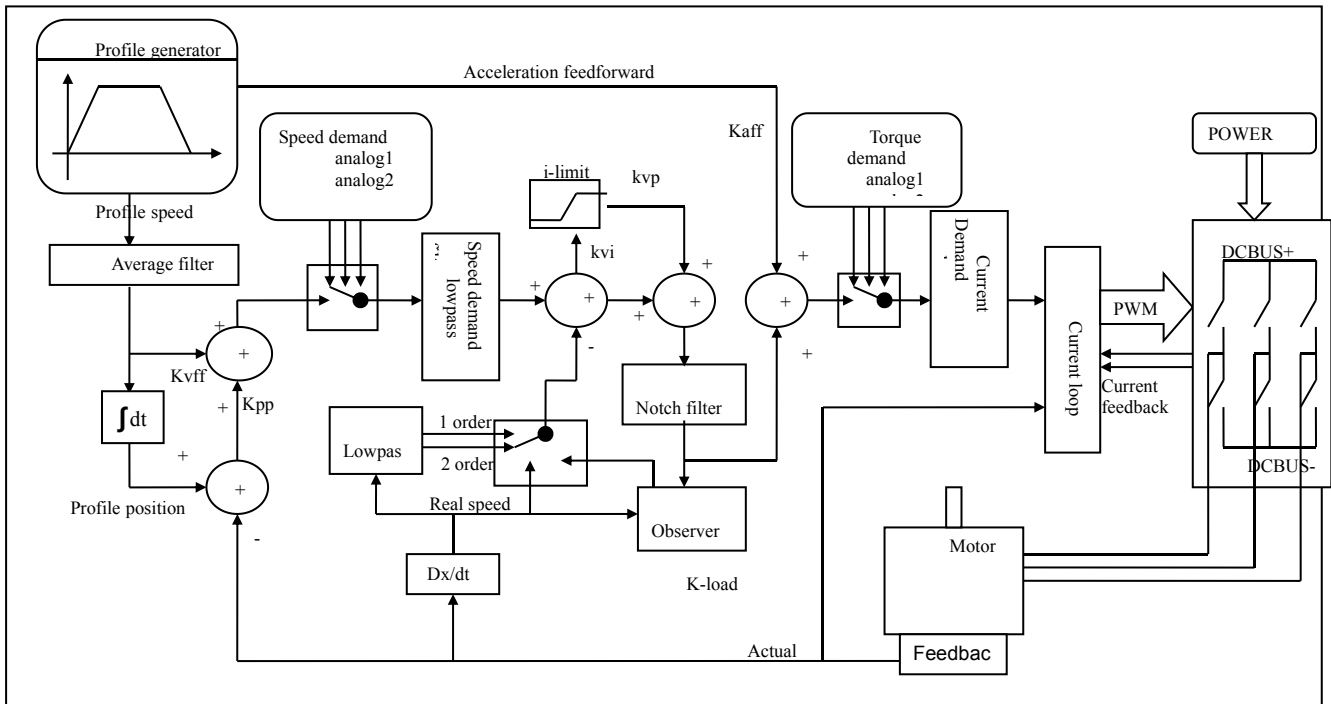 Profile generator
Acceleration feedforward
Kaff
Speed demand
analog1
analog2
Torque
demand
analog1
POWER
i-limit
kvp
kvi
Profile speed
Average filter
Speed demand
lowpass
Current
Demand
Current loop
PWM
DCBUS+
Current
feedback
DCBUS-
+
+
+
+
+
+
+
-
+
+
+
+
+
Kvff
Kpp
+
∫dt
+
+
Profile position
-
Notch filter
1 order
Lowpas
2 order
Real speed
Observer
Dx/dt
K-load
Motor
Actual
Feedbac